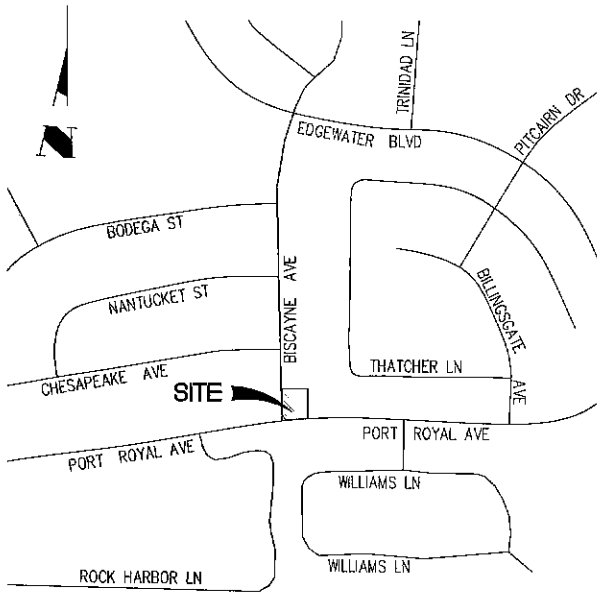 TRINIDAD LN
EDGEWATER BLVD
PITCAIRN DR
N
BODEGA ST
BISCAYNE AVE
NANTUCKET ST
BILLINGSGATE AVE
THATCHER LN
CHESAPEAKE AVE
SITE
PORT ROYAL AVE
PORT ROYAL AVE
WILLIAMS LN
WILLIAMS LN
ROCK HARBOR LN